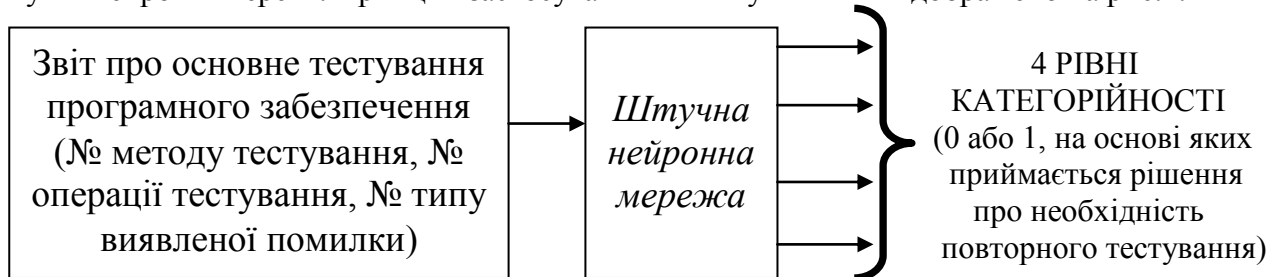 Звіт про основне тестування
програмного забезпечення
(№ методу тестування, №
операції тестування, № типу
виявленої помилки)
Штучна
нейронна
мережа
4 РІВНІ
КАТЕГОРІЙНОСТІ
(0 або 1, на основі яких
приймається рішення
про необхідність
повторного тестування)